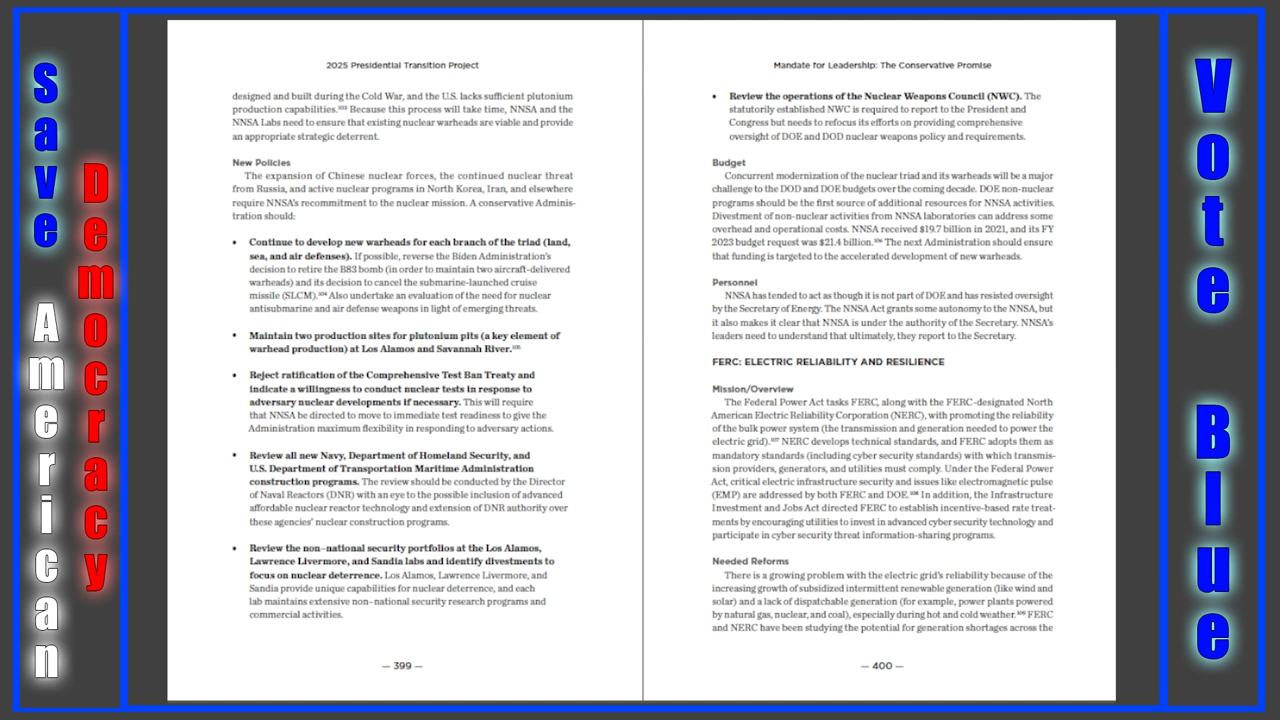 Save
American
Democracy
2025 Presidential Transition Project
designed and built during the Cold War, and the U.S. lacks sufficient plutonium
production capabilities.¹⁰³ Because this process will take time, NNSA and the
NNSA Labs need to ensure that existing nuclear warheads are viable and provide
an appropriate strategic deterrent.
New Policies
The expansion of Chinese nuclear forces, the continued nuclear threat
from Russia, and active nuclear programs in North Korea, Iran, and elsewhere
require NNSA's recommitment to the nuclear mission. A conservative Adminis-
tration should:
• Continue to develop new warheads for each branch of the triad (land,
sea, and air defenses). If possible, reverse the Biden Administration's
decision to retire the B83 bomb (in order to maintain two aircraft-delivered
warheads) and its decision to cancel the submarine-launched cruise
missile (SLCM).¹⁰⁴ Also undertake an evaluation of the need for nuclear
antisubmarine and air defense weapons in light of emerging threats.
• Maintain two production sites for plutonium pits (a key element of
warhead production) at Los Alamos and Savannah River.¹⁰⁵
• Reject ratification of the Comprehensive Test Ban Treaty and
indicate a willingness to conduct nuclear tests in response to
adversary nuclear developments if necessary. This will require
that NNSA be directed to move to immediate test readiness to give the
Administration maximum flexibility in responding to adversary actions.
• Review all new Navy, Department of Homeland Security, and
U.S. Department of Transportation Maritime Administration
construction programs. The review should be conducted by the Director
of Naval Reactors (DNR) with an eye to the possible inclusion of advanced
affordable nuclear reactor technology and extension of DNR authority over
these agencies' nuclear construction programs.
• Review the non–national security portfolios at the Los Alamos,
Lawrence Livermore, and Sandia labs and identify divestments to
focus on nuclear deterrence. Los Alamos, Lawrence Livermore, and
Sandia provide unique capabilities for nuclear deterrence, and each
lab maintains extensive non–national security research programs and
commercial activities.
— 399 —
Mandate for Leadership: The Conservative Promise
• Review the operations of the Nuclear Weapons Council (NWC). The
statutorily established NWC is required to report to the President and
Congress but needs to refocus its efforts on providing comprehensive
oversight of DOE and DOD nuclear weapons policy and requirements.
Budget
Concurrent modernization of the nuclear triad and its warheads will be a major
challenge to the DOD and DOE budgets over the coming decade. DOE non-nuclear
programs should be the first source of additional resources for NNSA activities.
Divestment of non-nuclear activities from NNSA laboratories can address some
overhead and operational costs. NNSA received $19.7 billion in 2021, and its FY
2023 budget request was $21.4 billion.¹⁰⁶ The next Administration should ensure
that funding is targeted to the accelerated development of new warheads.
Personnel
NNSA has tended to act as though it is not part of DOE and has resisted oversight
by the Secretary of Energy. The NNSA Act grants some autonomy to the NNSA, but
it also makes it clear that NNSA is under the authority of the Secretary. NNSA's
leaders need to understand that ultimately, they report to the Secretary.
FERC: ELECTRIC RELIABILITY AND RESILIENCE
Mission/Overview
The Federal Power Act tasks FERC, along with the FERC-designated North
American Electric Reliability Corporation (NERC), with promoting the reliability
of the bulk power system (the transmission and generation needed to power the
electric grid).¹⁰⁷ NERC develops technical standards, and FERC adopts them as
mandatory standards (including cyber security standards) with which transmis-
sion providers, generators, and utilities must comply. Under the Federal Power
Act, critical electric infrastructure security and issues like electromagnetic pulse
(EMP) are addressed by both FERC and DOE.¹⁰⁸ In addition, the Infrastructure
Investment and Jobs Act directed FERC to establish incentive-based rate treat-
ments by encouraging utilities to invest in advanced cyber security technology and
participate in cyber security threat information-sharing programs.
Needed Reforms
There is a growing problem with the electric grid's reliability because of the
increasing growth of subsidized intermittent renewable generation (like wind and
solar) and a lack of dispatchable generation (for example, power plants powered
by natural gas, nuclear, and coal), especially during hot and cold weather.¹⁰⁹ FERC
and NERC have been studying the potential for generation shortages across the
— 400 —
Vote
Blue